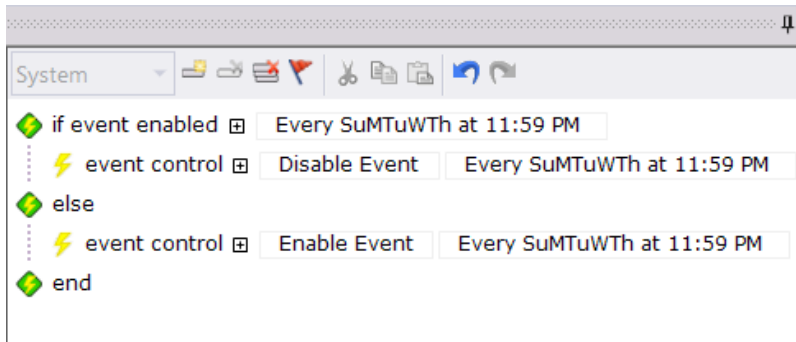 System
if event enabled Every SuMTuWTh at 11:59 PM
event control Disable Event Every SuMTuWTh at 11:59 PM
else
event control Enable Event Every SuMTuWTh at 11:59 PM
end